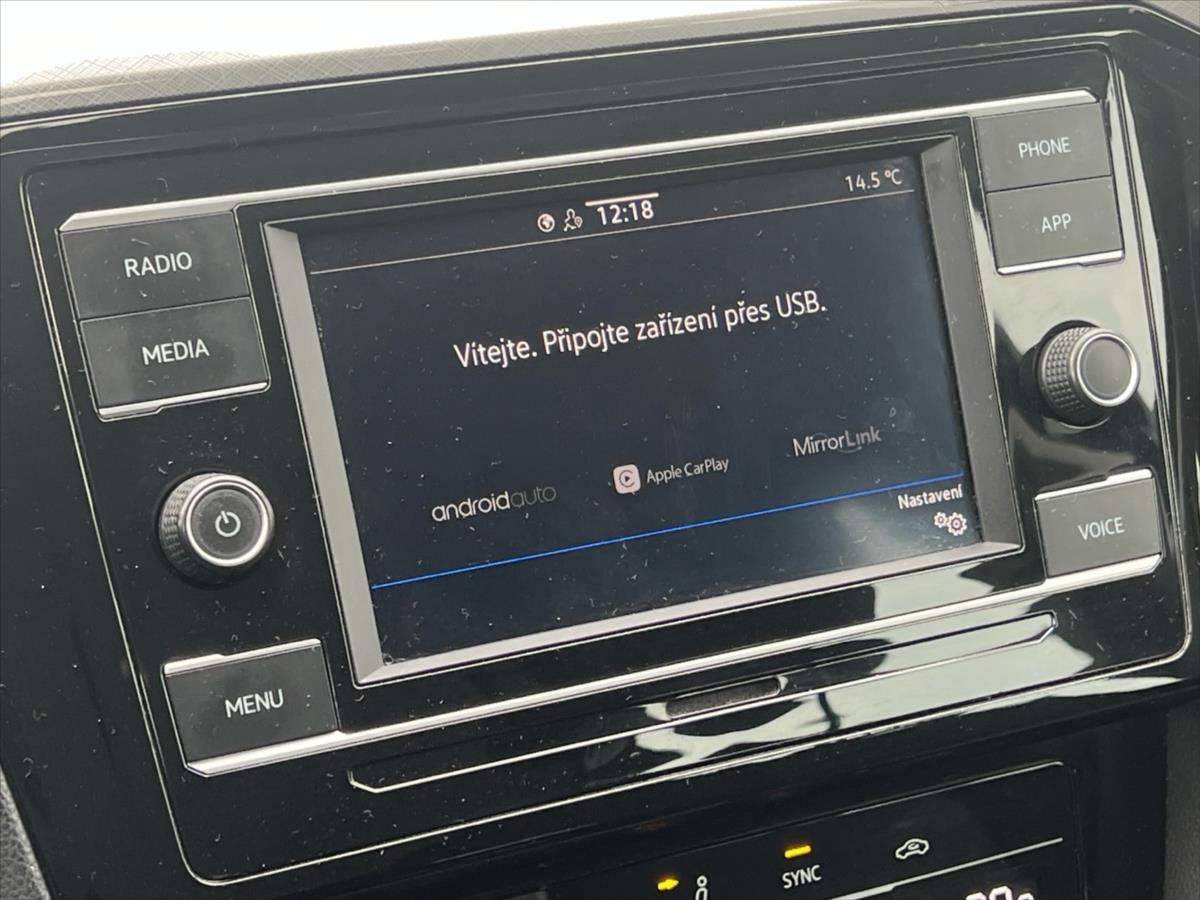 PHONE
14.5 °C
12:18
APP
RADIO
Vítejte. Připojte zařízení přes USB.
MEDIA
MirrorLink
Apple CarPlay
androidauto
Nastavení
VOICE
MENU
SYNC